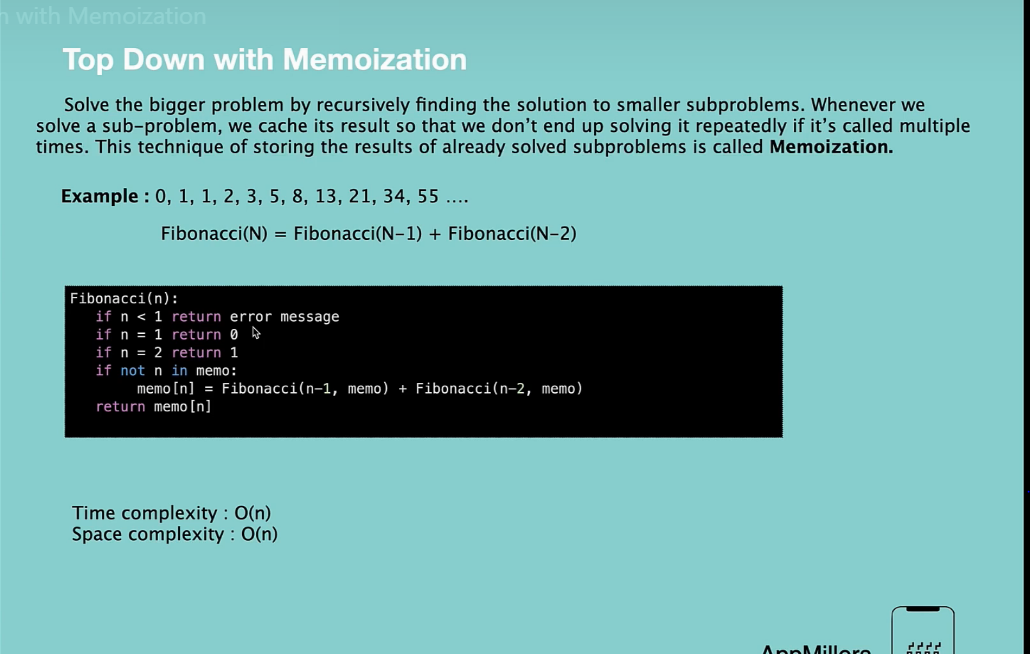 n with Memoization
Top Down with Memoization
Solve the bigger problem by recursively finding the solution to smaller subproblems. Whenever we
solve a sub-problem, we cache its result so that we don't end up solving it repeatedly if it's called multiple
times. This technique of storing the results of already solved subproblems is called Memoization.
Example : 0, 1, 1, 2, 3, 5, 8, 13, 21, 34, 55 ....
Fibonacci(N) = Fibonacci(N-1) + Fibonacci(N-2)
Fibonacci(n):
if n < 1 return error message
if n = 1 return 0
if n = 2 return 1
if not n in memo:
memo[n] = Fibonacci(n-1, memo) + Fibonacci(n-2, memo)
return memo[n]
Time complexity : O(n)
Space complexity : O(n)
AppMillers